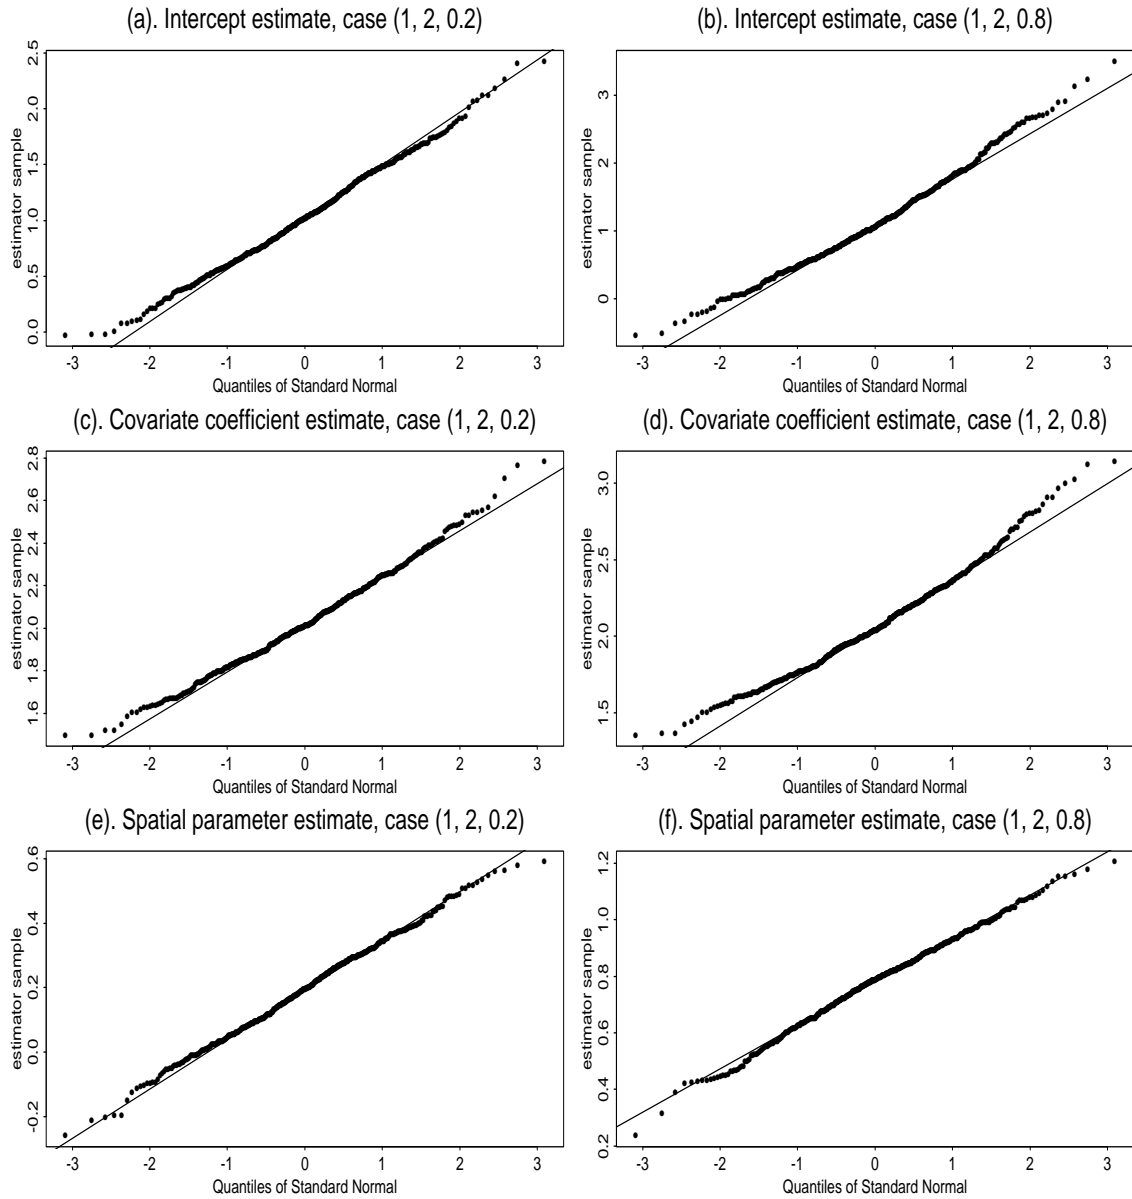 (a). Intercept estimate, case (1, 2, 0.2)
estimator sample
0.0 0.5 1.0 1.5 2.0 2.5
-3 -2 -1 0 1 2 3
Quantiles of Standard Normal
(b). Intercept estimate, case (1, 2, 0.8)
estimator sample
0 1 2 3
-3 -2 -1 0 1 2 3
Quantiles of Standard Normal
(c). Covariate coefficient estimate, case (1, 2, 0.2)
estimator sample
1.6 1.8 2.0 2.2 2.4 2.6 2.8
-3 -2 -1 0 1 2 3
Quantiles of Standard Normal
(d). Covariate coefficient estimate, case (1, 2, 0.8)
estimator sample
1.5 2.0 2.5 3.0
-3 -2 -1 0 1 2 3
Quantiles of Standard Normal
(e). Spatial parameter estimate, case (1, 2, 0.2)
estimator sample
-0.2 0.0 0.2 0.4 0.6
-3 -2 -1 0 1 2 3
Quantiles of Standard Normal
(f). Spatial parameter estimate, case (1, 2, 0.8)
estimator sample
0.2 0.4 0.6 0.8 1.0 1.2
-3 -2 -1 0 1 2 3
Quantiles of Standard Normal